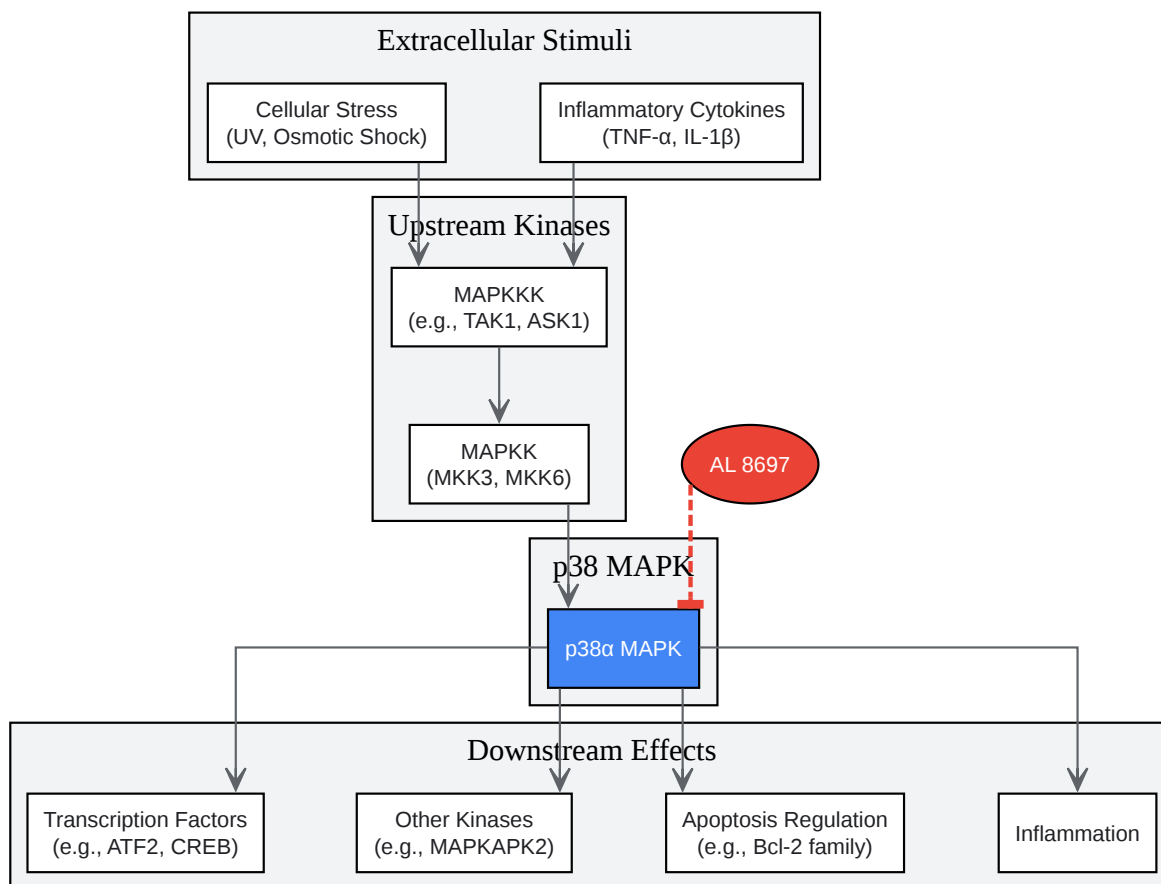 Extracellular Stimuli
Cellular Stress
(UV, Osmotic Shock)
Inflammatory Cytokines
(TNF-α, IL-1β)
Upstream Kinases
MAPKKK
(e.g., TAK1, ASK1)
MAPKK
(MKK3, MKK6)
AL 8697
p38 MAPK
p38α MAPK
Downstream Effects
Transcription Factors
(e.g., ATF2, CREB)
Other Kinases
(e.g., MAPKAPK2)
Apoptosis Regulation
(e.g., Bcl-2 family)
Inflammation